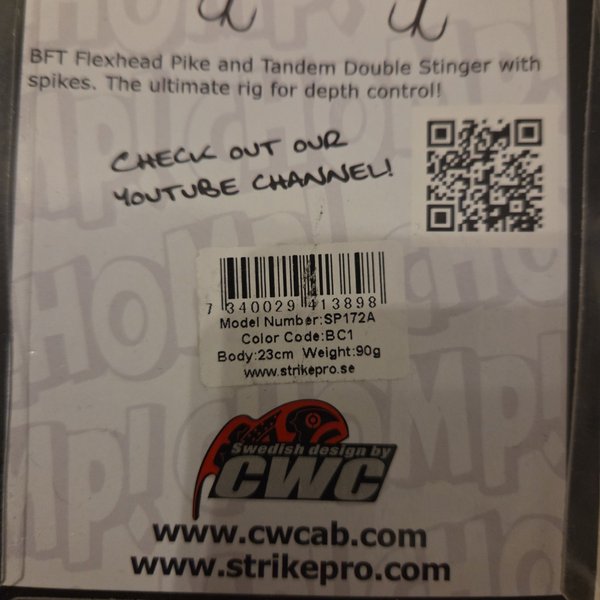 BFT Flexhead Pike and Tandem Double Stinger with
spikes. The ultimate rig for depth control!
CHECK OUT OUR
YOUTUBE CHANNEL!
7 340029 413898
Model Number:SP172A
Color Code:BC1
Body:23cm Weight:90g
www.strikepro.se
Swedish design by
CWC
www.cwcab.com
www.strikepro.com
CHOMP!